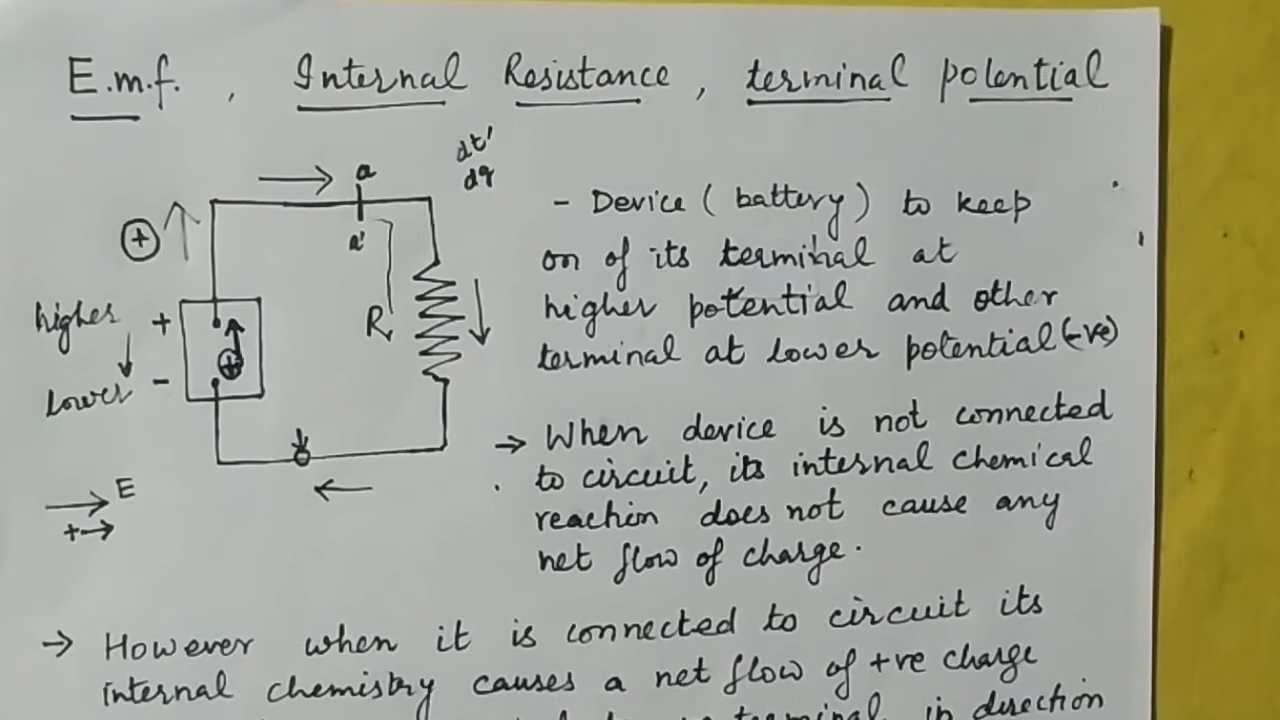 E.m.f. , Internal Resistance , terminal potential
dt'
dq
a
a'
R
+
higher +
lower -
+
E
+
- Device ( battery ) to keep
on of its terminal at
higher potential and other
terminal at lower potential (-ve)
→ When device is not connected
to circuit, its internal chemical
reaction does not cause any
net flow of charge.
→ However when it is connected to circuit its
internal chemistry causes a net flow of +ve charge
terminal in direction